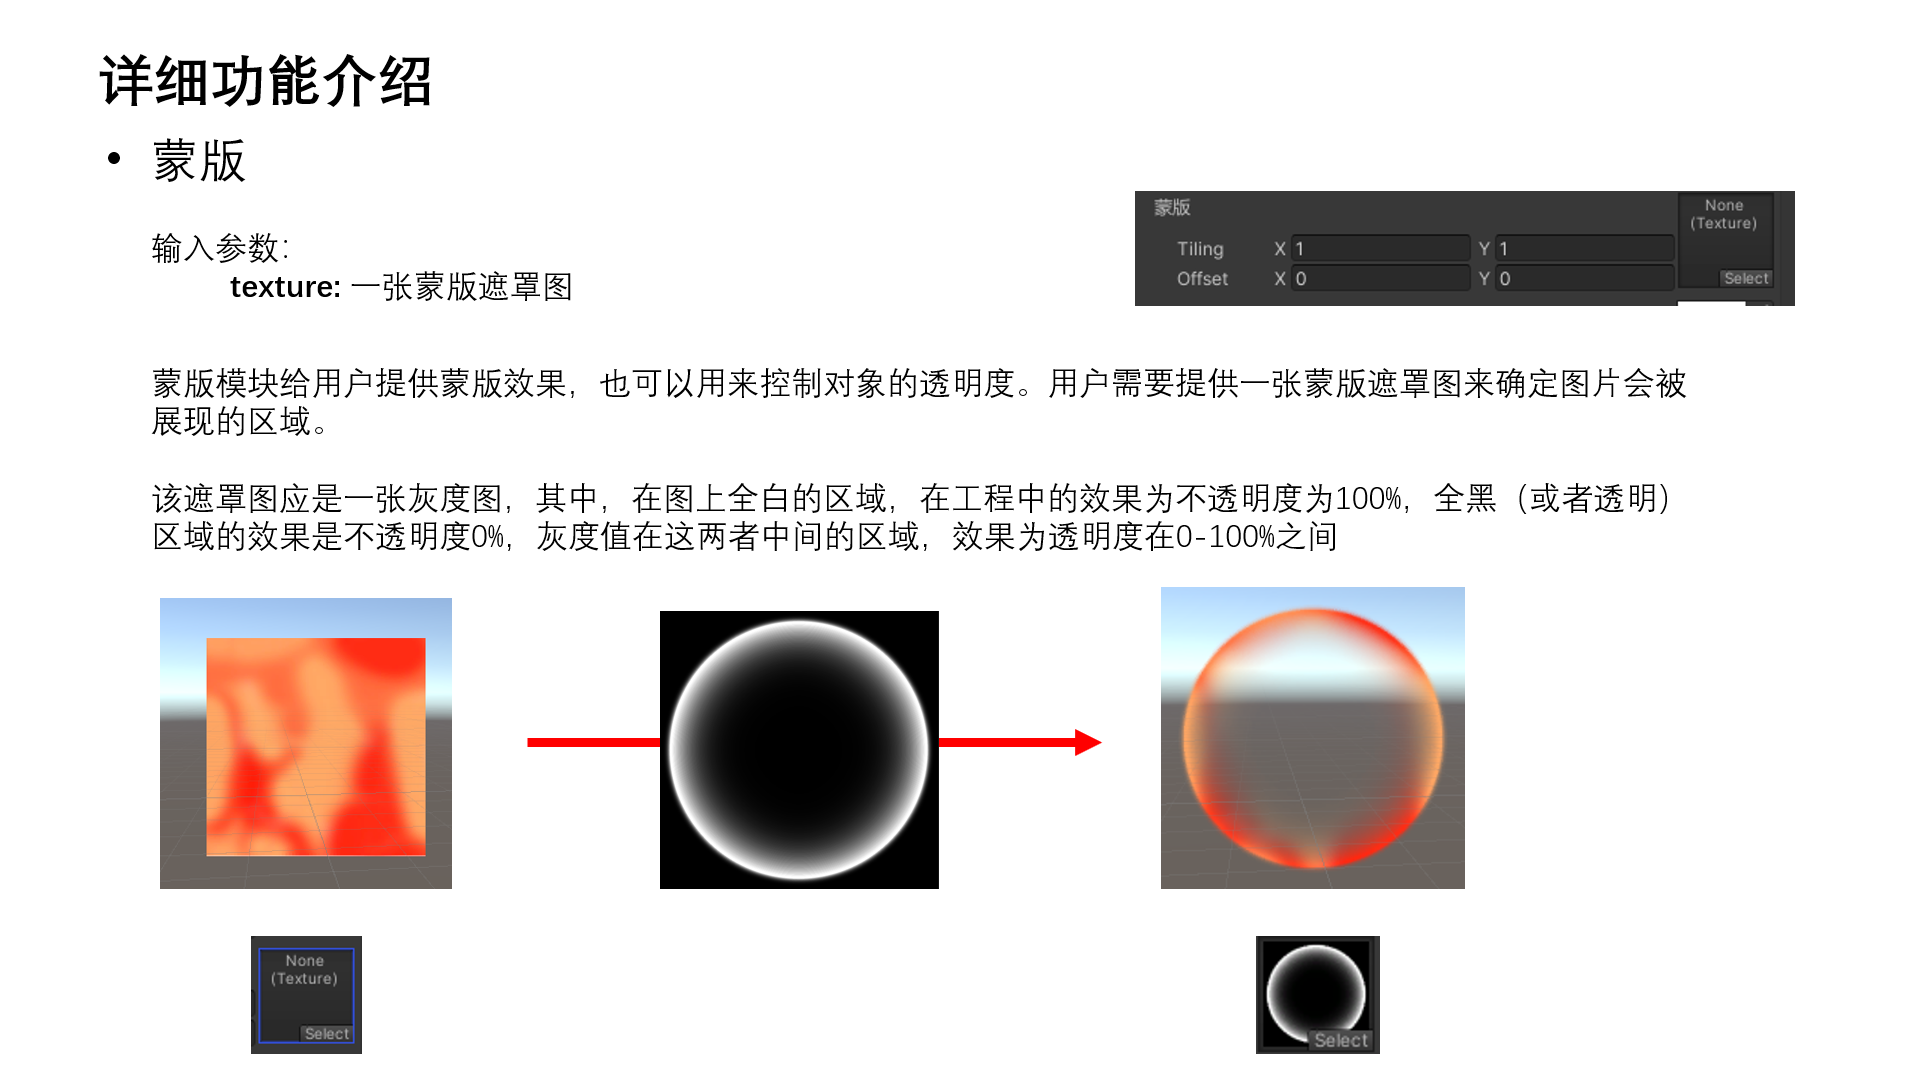 详细功能介绍
• 蒙版
输入参数：
texture: 一张蒙版遮罩图
蒙版
Tiling X 1 Y 1
Offset X 0 Y 0
None
(Texture)
Select
蒙版模块给用户提供蒙版效果，也可以用来控制对象的透明度。用户需要提供一张蒙版遮罩图来确定图片会被
展现的区域。
该遮罩图应是一张灰度图，其中，在图上全白的区域，在工程中的效果为不透明度为100%，全黑（或者透明）
区域的效果是不透明度0%，灰度值在这两者中间的区域，效果为透明度在0-100%之间
None
(Texture)
Select
Select